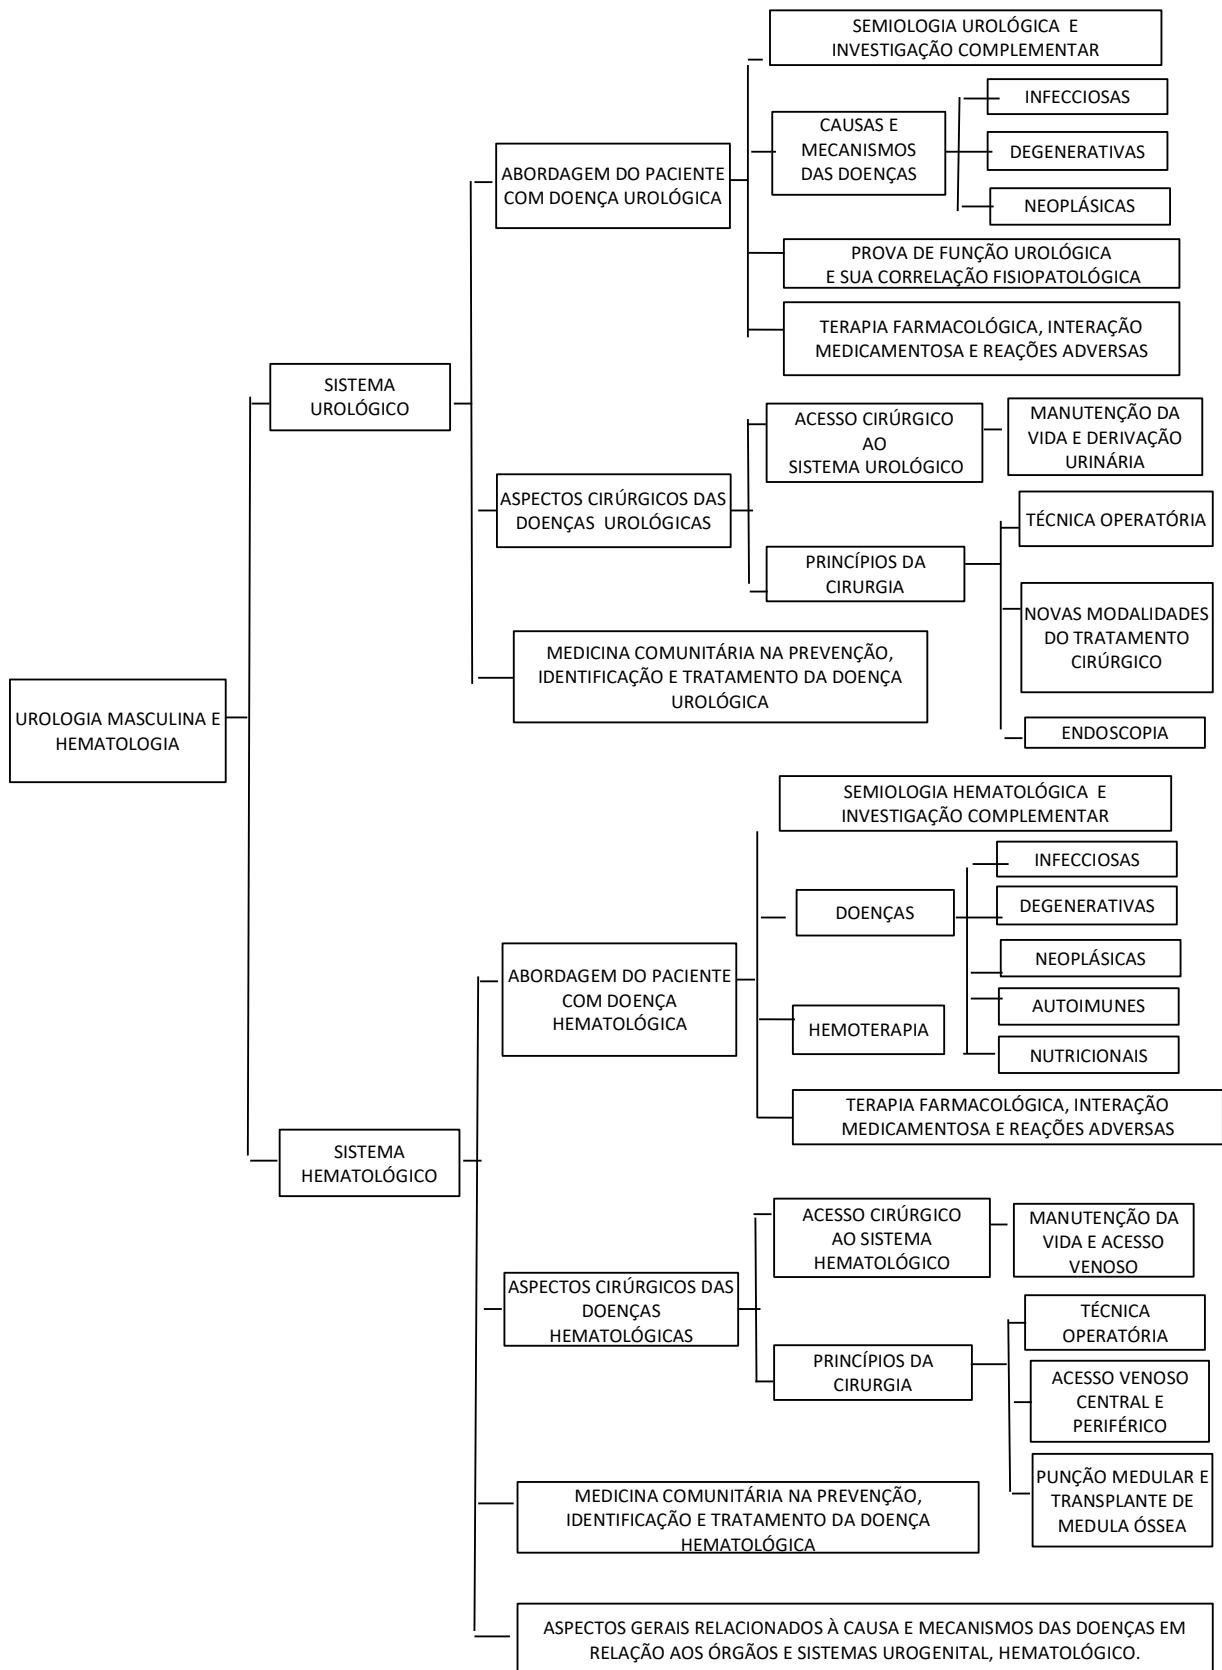 SEMIOLOGIA UROLÓGICA E
INVESTIGAÇÃO COMPLEMENTAR
CAUSAS E
MECANISMOS
DAS DOENÇAS
INFECCIOSAS
DEGENERATIVAS
NEOPLÁSICAS
ABORDAGEM DO PACIENTE
COM DOENÇA UROLÓGICA
PROVA DE FUNÇÃO UROLÓGICA
E SUA CORRELAÇÃO FISIOPATOLÓGICA
TERAPIA FARMACOLÓGICA, INTERAÇÃO
MEDICAMENTOSA E REAÇÕES ADVERSAS
SISTEMA
UROLÓGICO
ACESSO CIRÚRGICO
AO
SISTEMA UROLÓGICO
MANUTENÇÃO DA
VIDA E DERIVAÇÃO
URINÁRIA
ASPECTOS CIRÚRGICOS DAS
DOENÇAS UROLÓGICAS
TÉCNICA OPERATÓRIA
PRINCÍPIOS DA
CIRURGIA
NOVAS MODALIDADES
DO TRATAMENTO
CIRÚRGICO
ENDOSCOPIA
MEDICINA COMUNITÁRIA NA PREVENÇÃO,
IDENTIFICAÇÃO E TRATAMENTO DA DOENÇA
UROLÓGICA
UROLOGIA MASCULINA E
HEMATOLOGIA
SEMIOLOGIA HEMATOLÓGICA E
INVESTIGAÇÃO COMPLEMENTAR
DOENÇAS
INFECCIOSAS
DEGENERATIVAS
NEOPLÁSICAS
AUTOIMUNES
NUTRICIONAIS
ABORDAGEM DO PACIENTE
COM DOENÇA
HEMATOLÓGICA
HEMOTERAPIA
TERAPIA FARMACOLÓGICA, INTERAÇÃO
MEDICAMENTOSA E REAÇÕES ADVERSAS
SISTEMA
HEMATOLÓGICO
ACESSO CIRÚRGICO
AO SISTEMA
HEMATOLÓGICO
MANUTENÇÃO DA
VIDA E ACESSO
VENOSO
ASPECTOS CIRÚRGICOS DAS
DOENÇAS
HEMATOLÓGICAS
PRINCÍPIOS DA
CIRURGIA
TÉCNICA
OPERATÓRIA
ACESSO VENOSO
CENTRAL E
PERIFÉRICO
PUNÇÃO MEDULAR E
TRANSPLANTE DE
MEDULA ÓSSEA
MEDICINA COMUNITÁRIA NA PREVENÇÃO,
IDENTIFICAÇÃO E TRATAMENTO DA DOENÇA
HEMATOLÓGICA
ASPECTOS GERAIS RELACIONADOS À CAUSA E MECANISMOS DAS DOENÇAS EM
RELAÇÃO AOS ÓRGÃOS E SISTEMAS UROGENITAL, HEMATOLÓGICO.